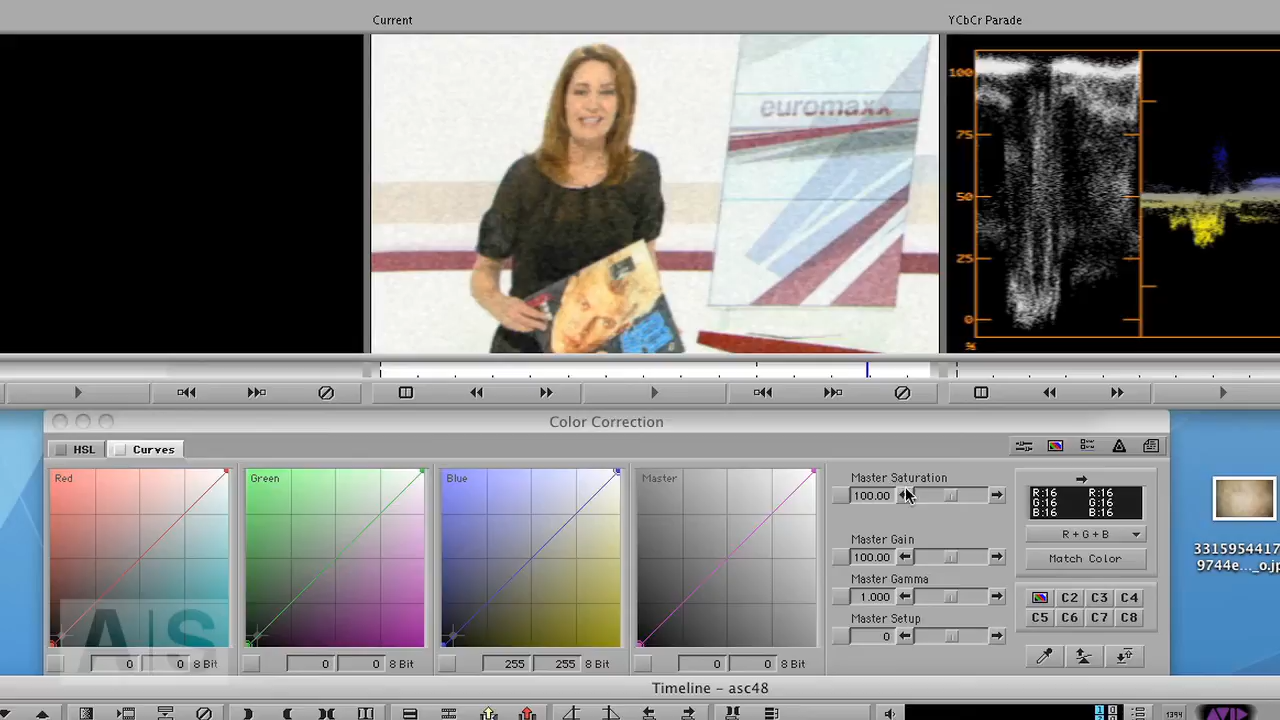 Current
YCbCr Parade
euromaxx
100
75
50
25
0
%
Color Correction
HSL
Curves
Red
Green
Blue
Master
Master Saturation
100.00
Master Gain
100.00
Master Gamma
1.000
Master Setup
0
R:16 R:16
G:16 G:16
B:16 B:16
R + G + B
Match Color
C2 C3 C4
C5 C6 C7 C8
3315954417
9744e..._o.jp
A|S
0 0 8 Bit
0 0 8 Bit
255 255 8 Bit
0 0 8 Bit
Timeline - asc48
1394
AVID